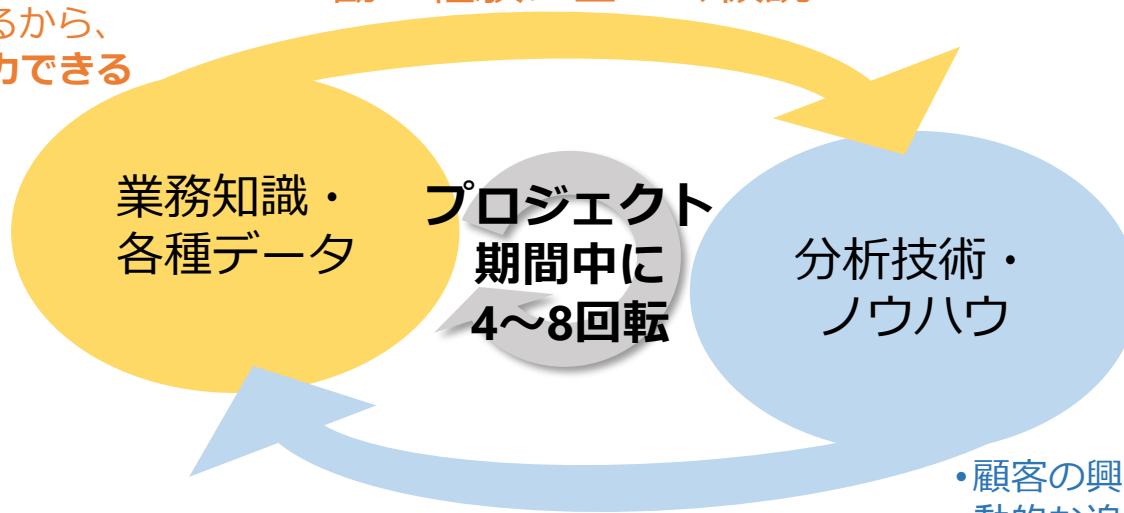 るから、
力できる
業務知識・
各種データ
プロジェクト
期間中に
4~8回転
分析技術・
ノウハウ
•顧客の興